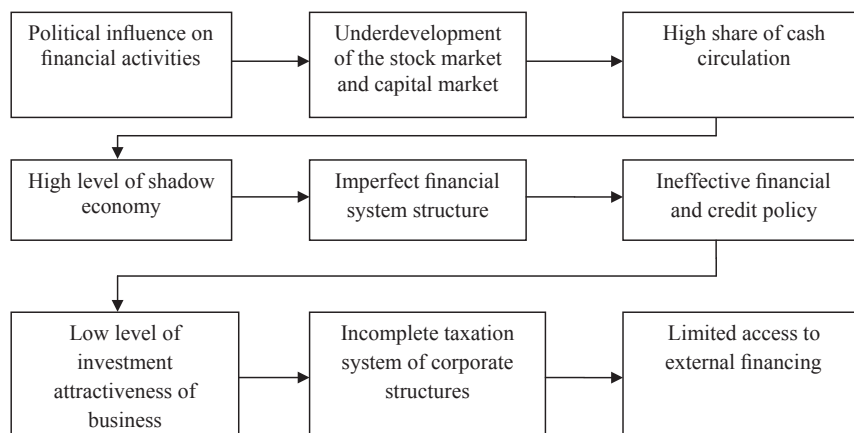 Political influence on
financial activities
Underdevelopment
of the stock market
and capital market
High share of cash
circulation
High level of shadow
economy
Imperfect financial
system structure
Ineffective financial
and credit policy
Low level of
investment
attractiveness of
business
Incomplete taxation
system of corporate
structures
Limited access to
external financing